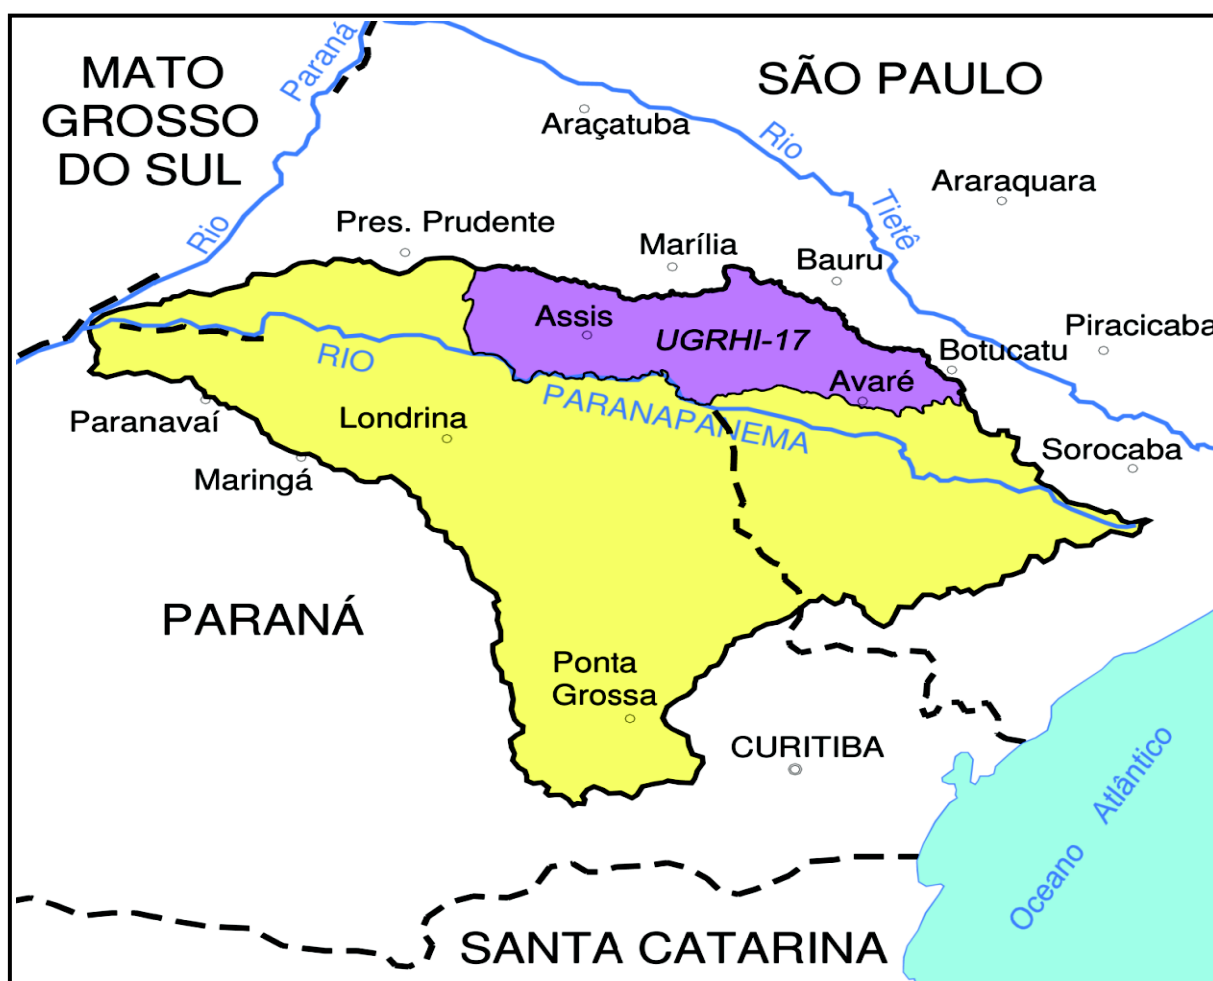 MATO
GROSSO
DO SUL
Rio
Paraná
SÃO PAULO
Araçatuba
Rio
Tietê
Araraquara
Pres. Prudente
Marília
Bauru
Assis
UGRHI-17
Piracicaba
Botucatu
RIO
PARANAPANEMA
Avaré
Paranavaí
Londrina
Sorocaba
Maringá
PARANÁ
Ponta
Grossa
CURITIBA
Oceano Atlântico
SANTA CATARINA